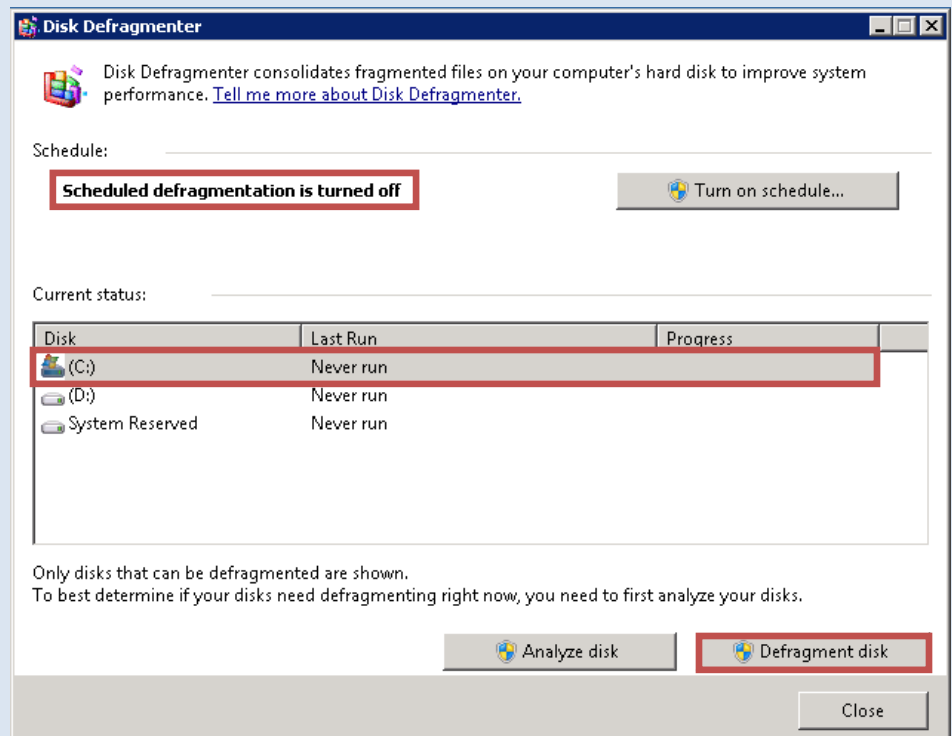 Disk Defragmenter
Disk Defragmenter consolidates fragmented files on your computer's hard disk to improve system
performance. Tell me more about Disk Defragmenter.
Schedule:
Scheduled defragmentation is turned off
Turn on schedule...
Current status:
Disk Last Run Progress
(C:) Never run
(D:) Never run
System Reserved Never run
Only disks that can be defragmented are shown.
To best determine if your disks need defragmenting right now, you need to first analyze your disks.
Analyze disk Defragment disk
Close